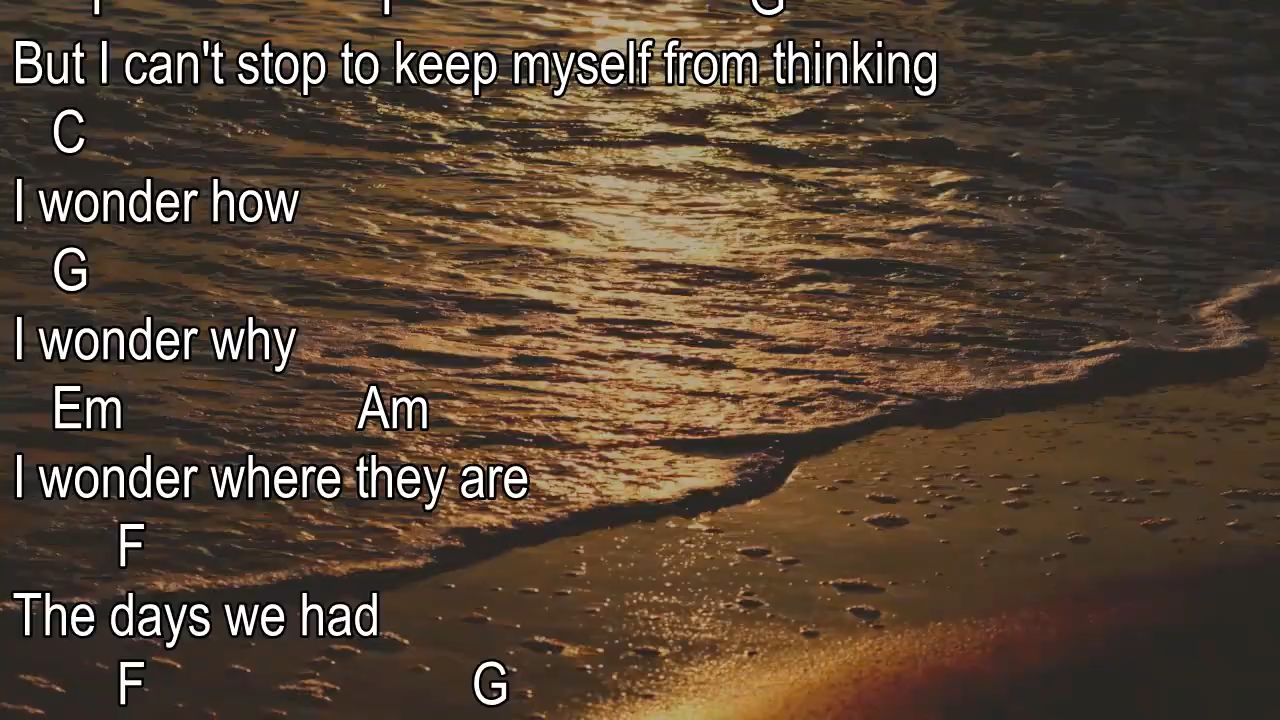 G
But I can't stop to keep myself from thinking
C
I wonder how
G
I wonder why
Em Am
I wonder where they are
F
The days we had
F G